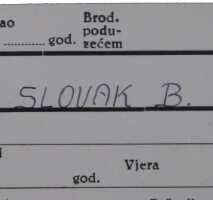 ao Brod.
podu-
.......... god. zećem
SLOVAK B.
Vjera
god.